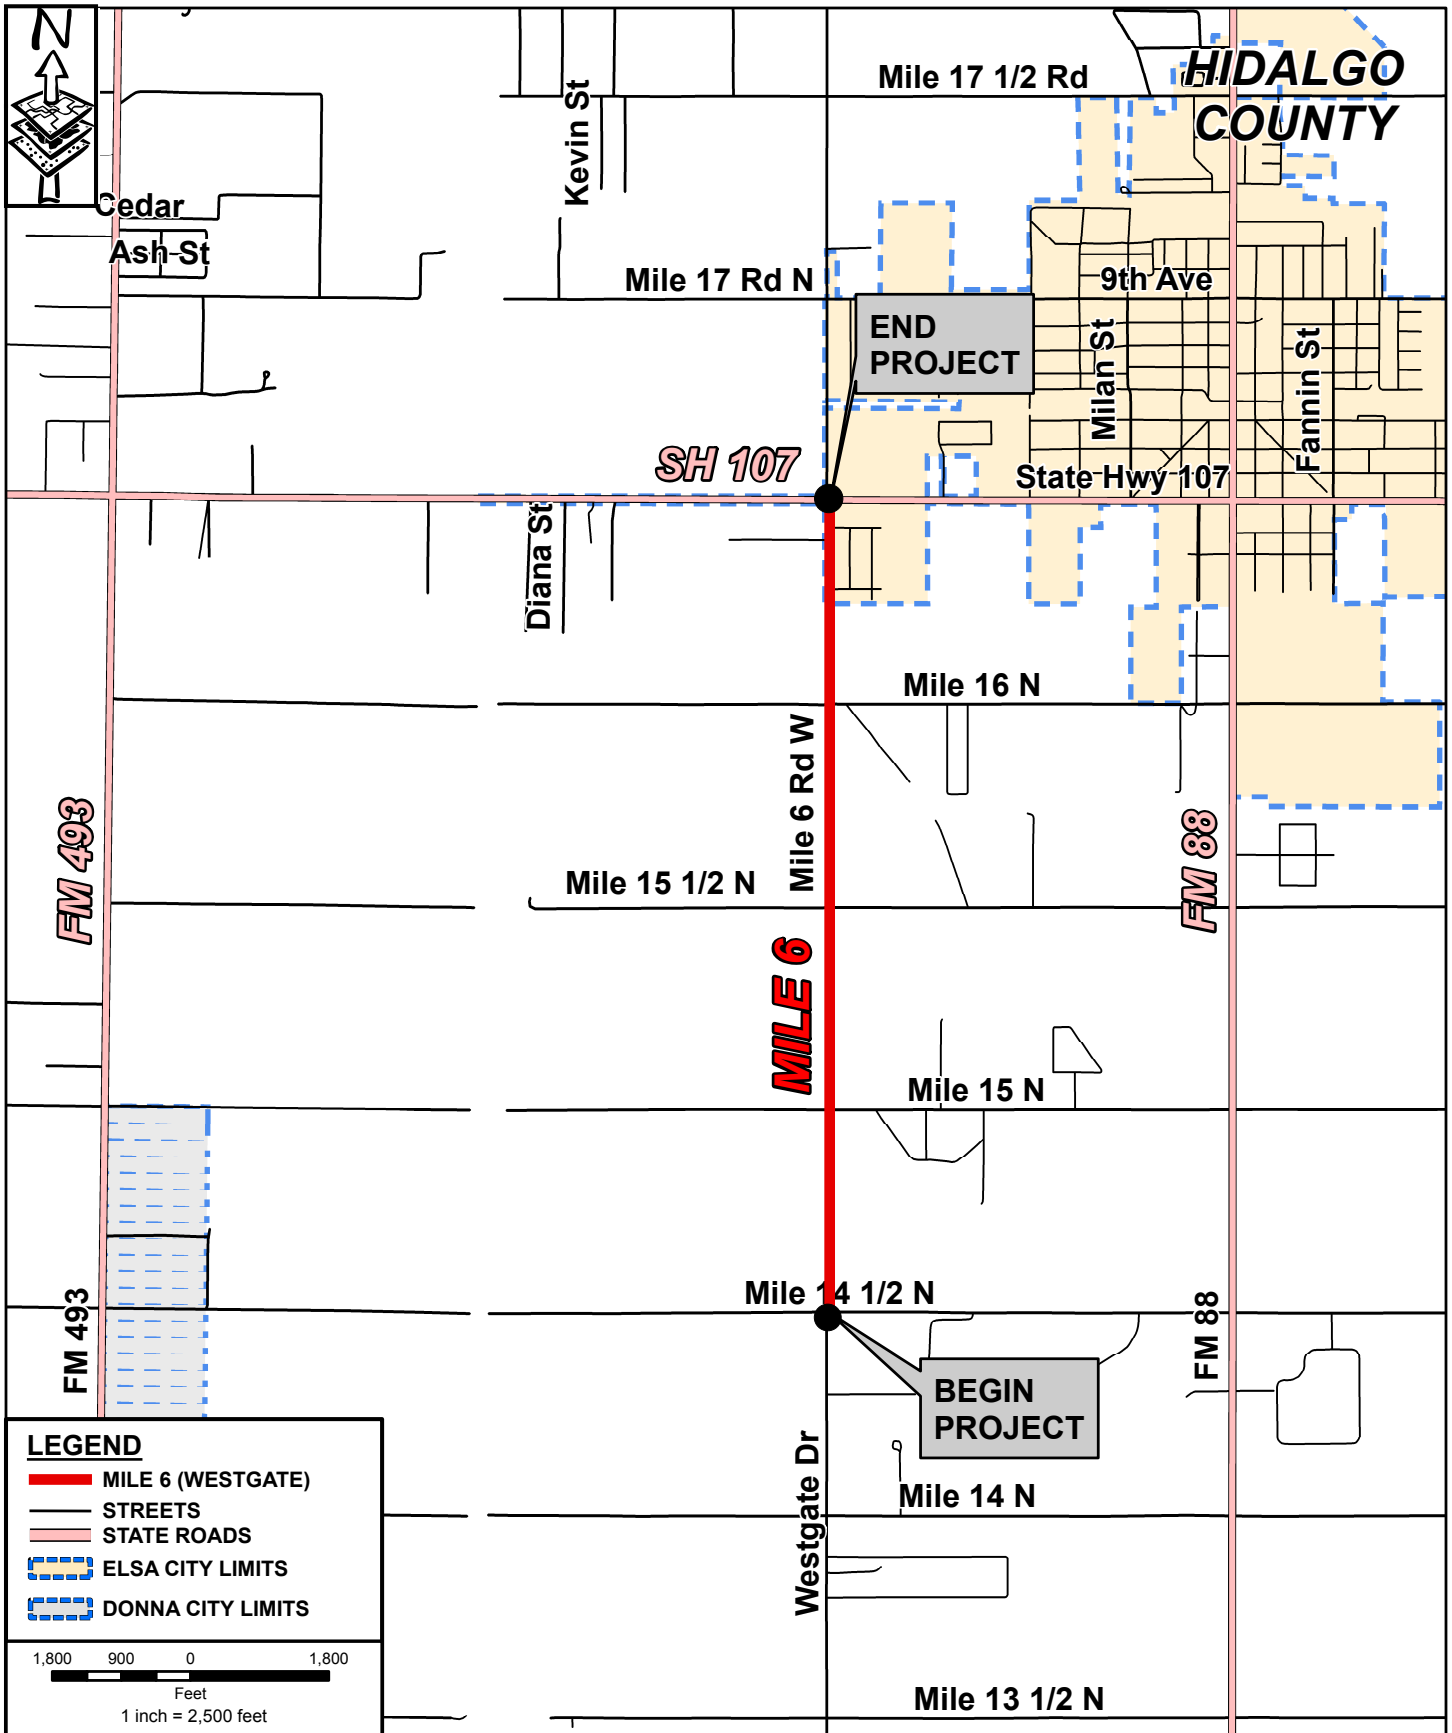 N
Mile 17 1/2 Rd
HIDALGO
COUNTY
Kevin St
Cedar
Ash St
Mile 17 Rd N
9th Ave
END
PROJECT
Milan St
Fannin St
SH 107
State Hwy 107
Diana St
Mile 16 N
Mile 6 Rd W
FM 493
FM 88
Mile 15 1/2 N
MILE 6
Mile 15 N
Mile 14 1/2 N
FM 493
FM 88
BEGIN
PROJECT
Westgate Dr
Mile 14 N
Mile 13 1/2 N
LEGEND
MILE 6 (WESTGATE)
STREETS
STATE ROADS
ELSA CITY LIMITS
DONNA CITY LIMITS
1,800 900 0 1,800
Feet
1 inch = 2,500 feet